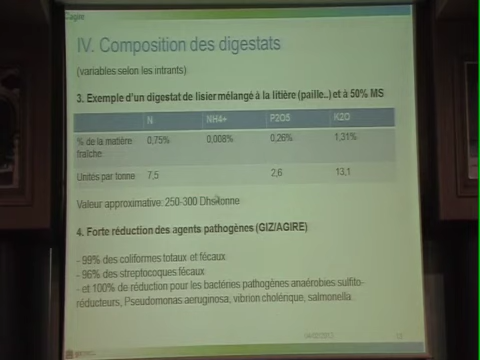 IV. Composition des digestats
(variables selon les intrants)
3. Exemple d'un digestat de lisier mélangé à la litière (paille..) et à 50% MS
N NH4+ P2O5 K2O
% de la matière fraîche 0,75% 0,008% 0,26% 1,31%
Unités par tonne 7,5 2,6 13,1
Valeur approximative: 250-300 Dhs/tonne
4. Forte réduction des agents pathogènes (GIZ/AGIRE)
- 99% des coliformes totaux et fécaux
- 96% des streptocoques fécaux
- et 100% de réduction pour les bactéries pathogènes anaérobies sulfito-
réducteurs, Pseudomonas aeruginosa, vibrion cholérique, salmonella.